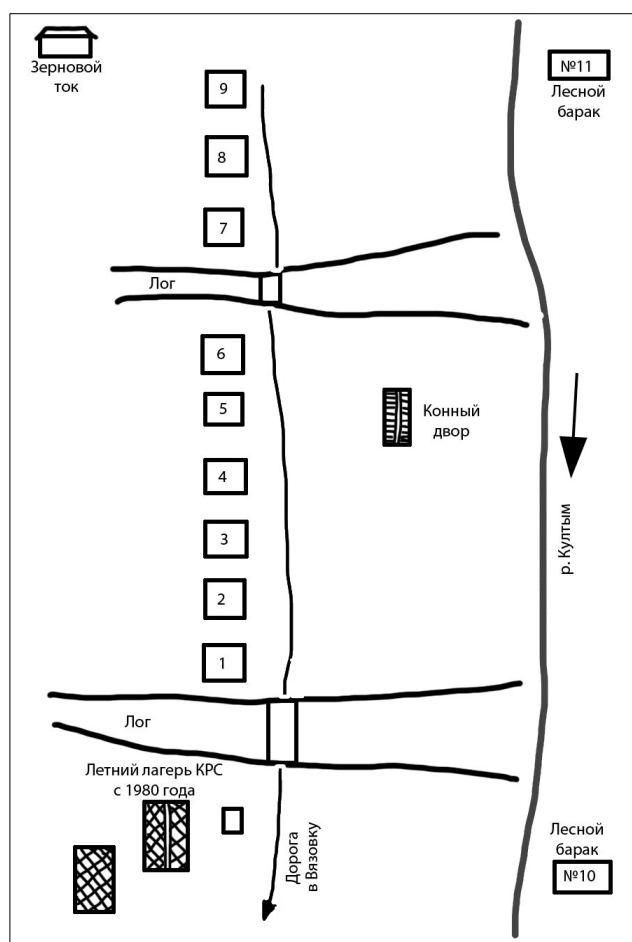 Зерновой
ток
№11
Лесной
барак
9
8
7
Лог
6
5
Конный
двор
4
3
р. Култым
2
1
Лог
Летний лагерь КРС
с 1980 года
Дорога
в Вязовку
Лесной
барак
№10